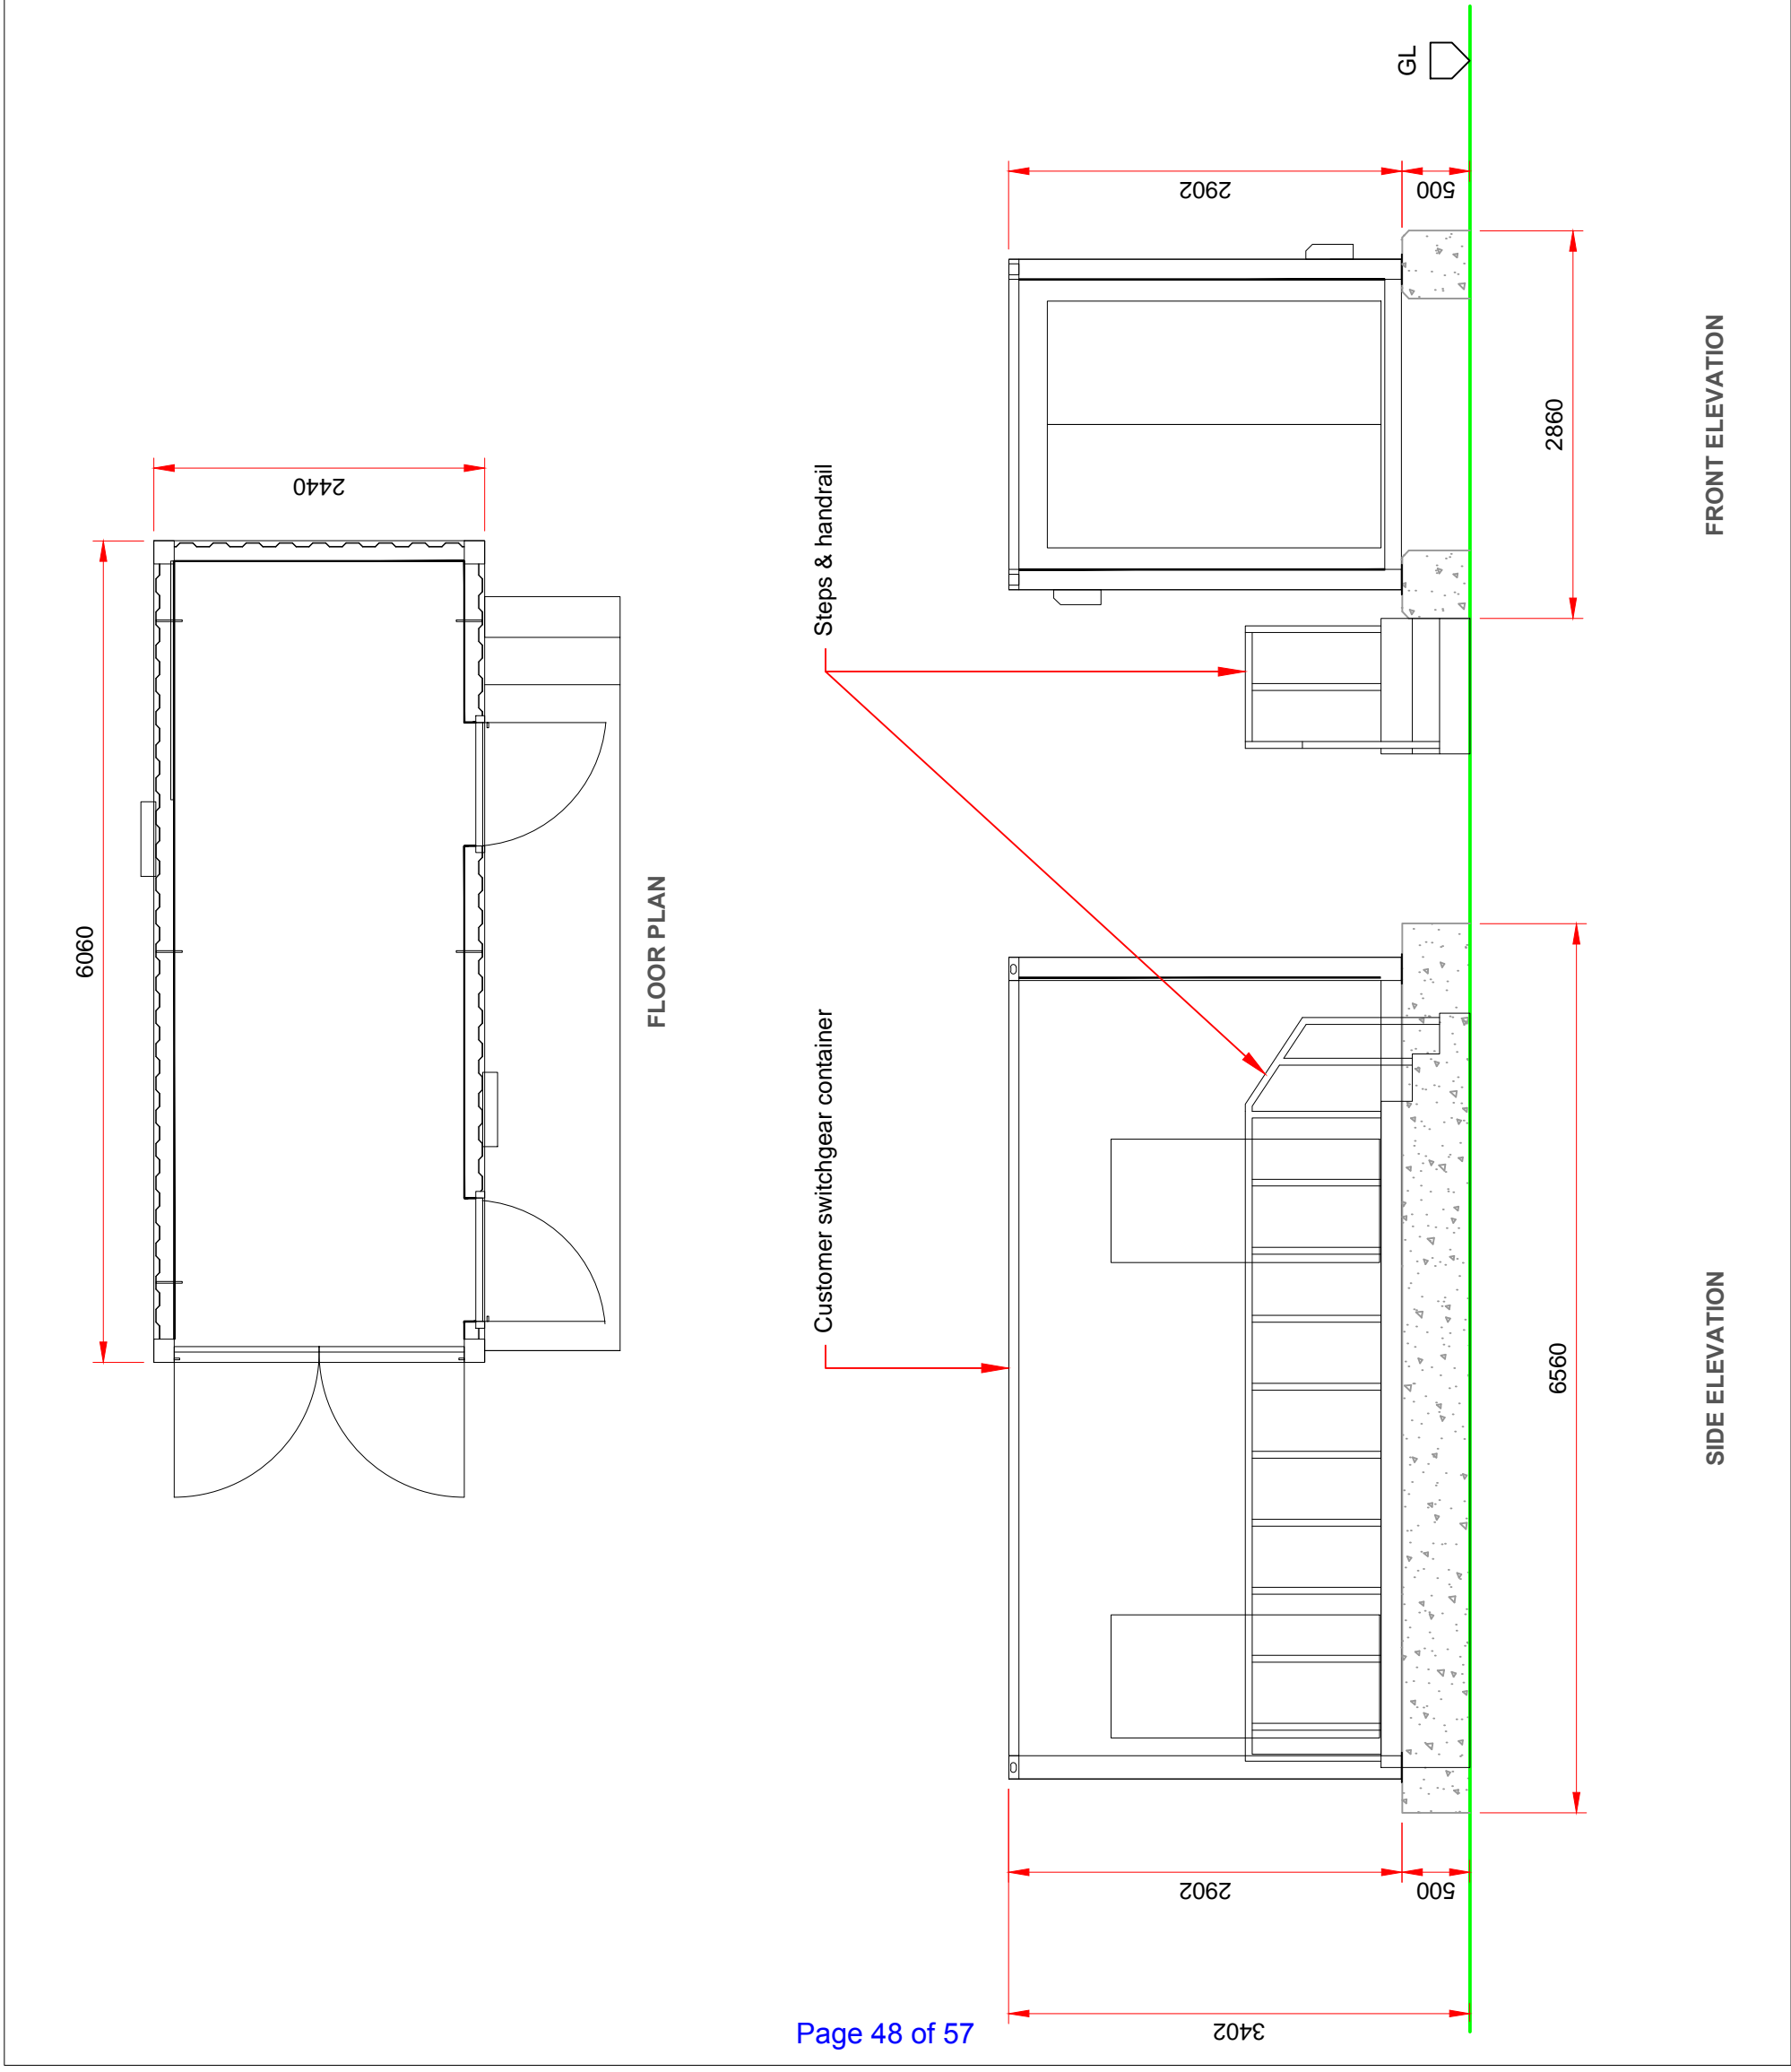 6060
2440
FLOOR PLAN
Customer switchgear container
Steps & handrail
2902
500
3402
6560
SIDE ELEVATION
2902
500
GL
2860
FRONT ELEVATION
Page 48 of 57